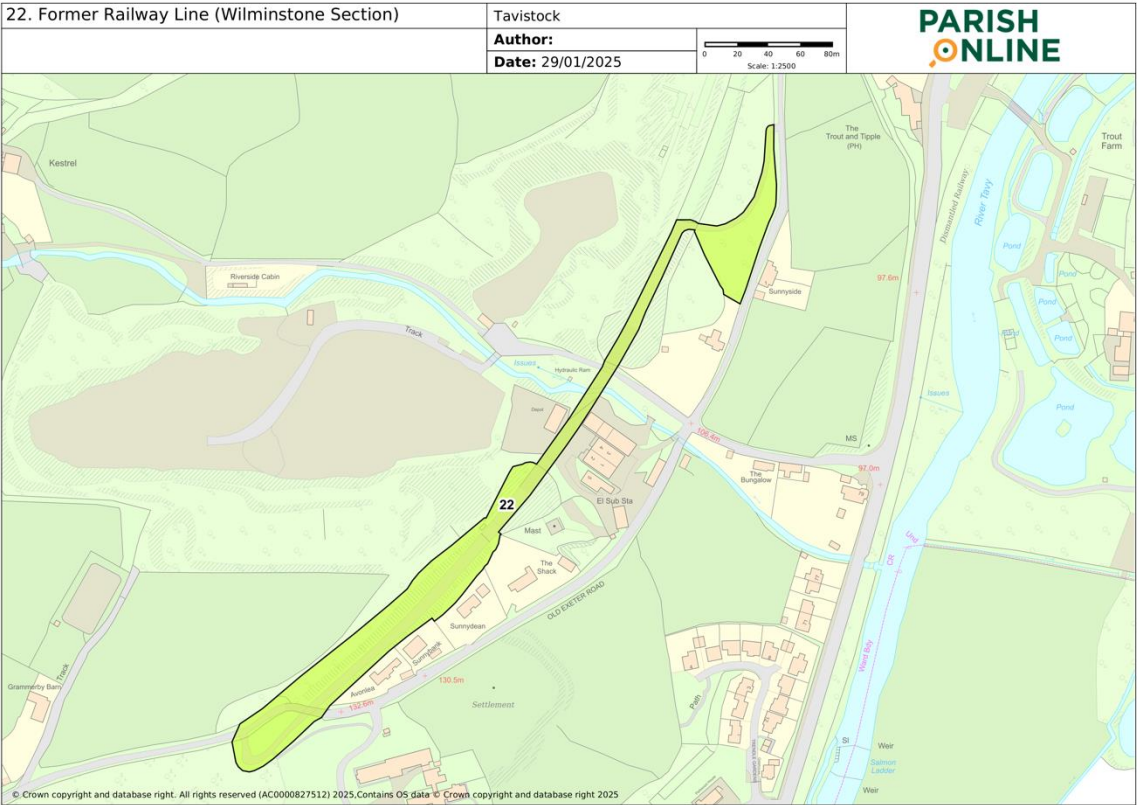 22. Former Railway Line (Wilminstone Section)
Tavistock
Author:
Date: 29/01/2025
0 20 40 60 80m
Scale: 1:2500
PARISH
ONLINE
Kestrel
The
Trout and Tipple
(PH)
Trout
Farm
Dismantled Railway
River Tavy
Pond
Pond
Pond
Pond
Pond
Pond
Riverside Cabin
97.6m
Sunnyside
Track
Issues
Hydraulic Ram
Issues
106.4m
MS
97.0m
The
Bungalow
22
El Sub Sta
Mast
The
Shack
Und
CR
OLD EXETER ROAD
Sunnydean
Sunnybank
Avonlea
130.5m
132.6m
Settlement
Track
Grammerby Barn
Path
Ward Bdy
Sl
Weir
Salmon
Ladder
Weir
© Crown copyright and database right. All rights reserved (AC0000827512) 2025,Contains OS data © Crown copyright and database right 2025